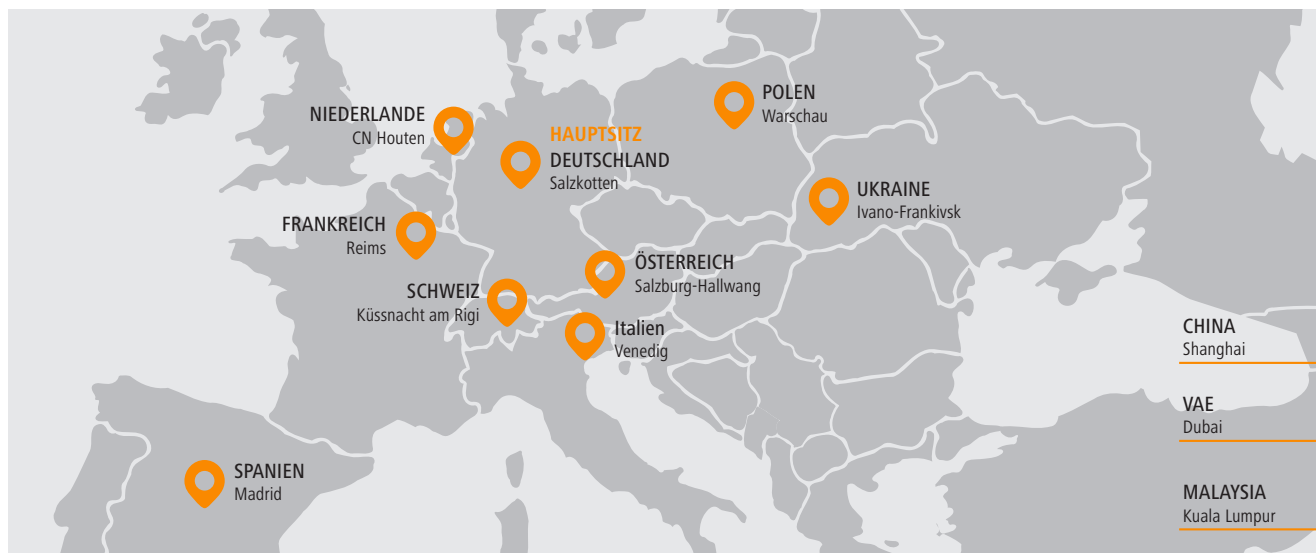 NIEDERLANDE
CN Houten
HAUPTSITZ
DEUTSCHLAND
Salzkotten
POLEN
Warschau
UKRAINE
Ivano-Frankivsk
FRANKREICH
Reims
ÖSTERREICH
Salzburg-Hallwang
SCHWEIZ
Küssnacht am Rigi
Italien
Venedig
SPANIEN
Madrid
CHINA
Shanghai
VAE
Dubai
MALAYSIA
Kuala Lumpur